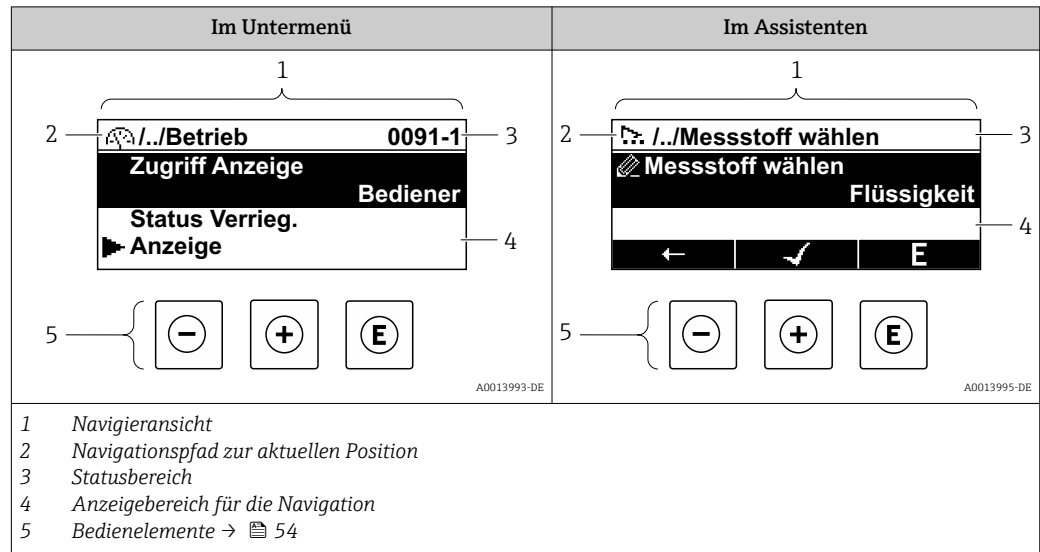 Im Untermenü
Im Assistenten
1
2
/../Betrieb 0091-1
3
Zugriff Anzeige
Bediener
Status Verrieg.
Anzeige
4
5
- + E
A0013993-DE
1
2
/../Messstoff wählen
3
Messstoff wählen
Flüssigkeit
4
← ✓ E
5
- + E
A0013995-DE
1 Navigieransicht
2 Navigationspfad zur aktuellen Position
3 Statusbereich
4 Anzeigebereich für die Navigation
5 Bedienelemente → 54